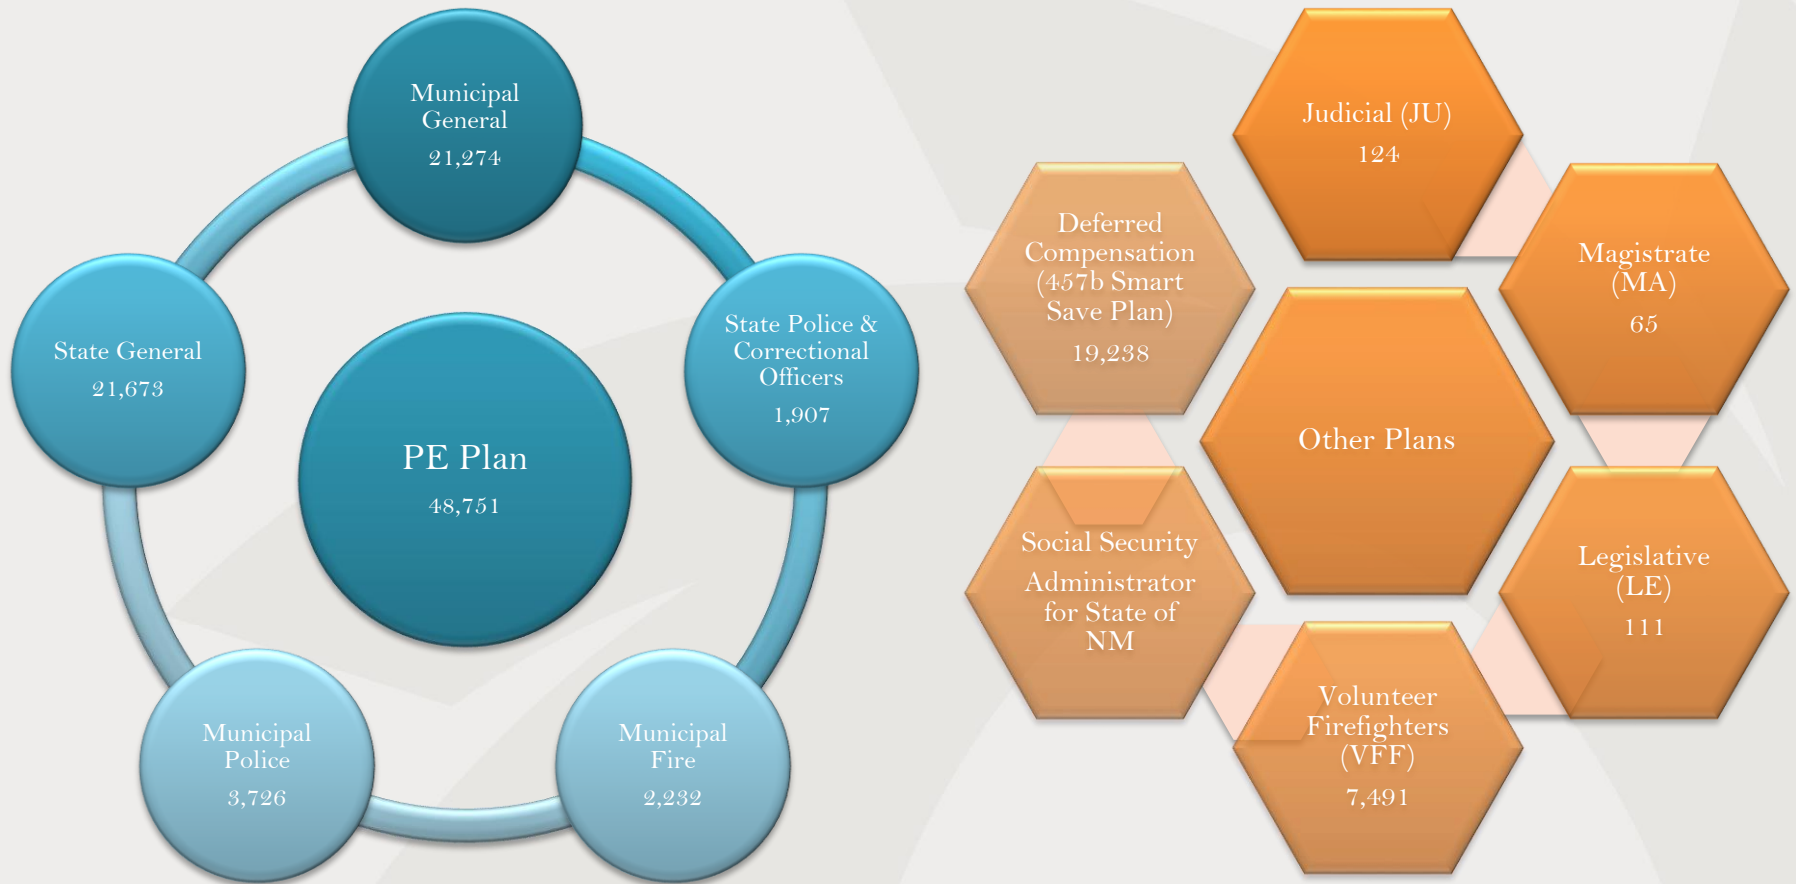 Municipal
General
21,274
State Police &
Correctional
Officers
1,907
Municipal
Fire
2,232
Municipal
Police
3,726
State General
21,673
PE Plan
48,751
Judicial (JU)
124
Magistrate
(MA)
65
Legislative
(LE)
111
Volunteer
Firefighters
(VFF)
7,491
Social Security
Administrator
for State of
NM
Deferred
Compensation
(457b Smart
Save Plan)
19,238
Other Plans